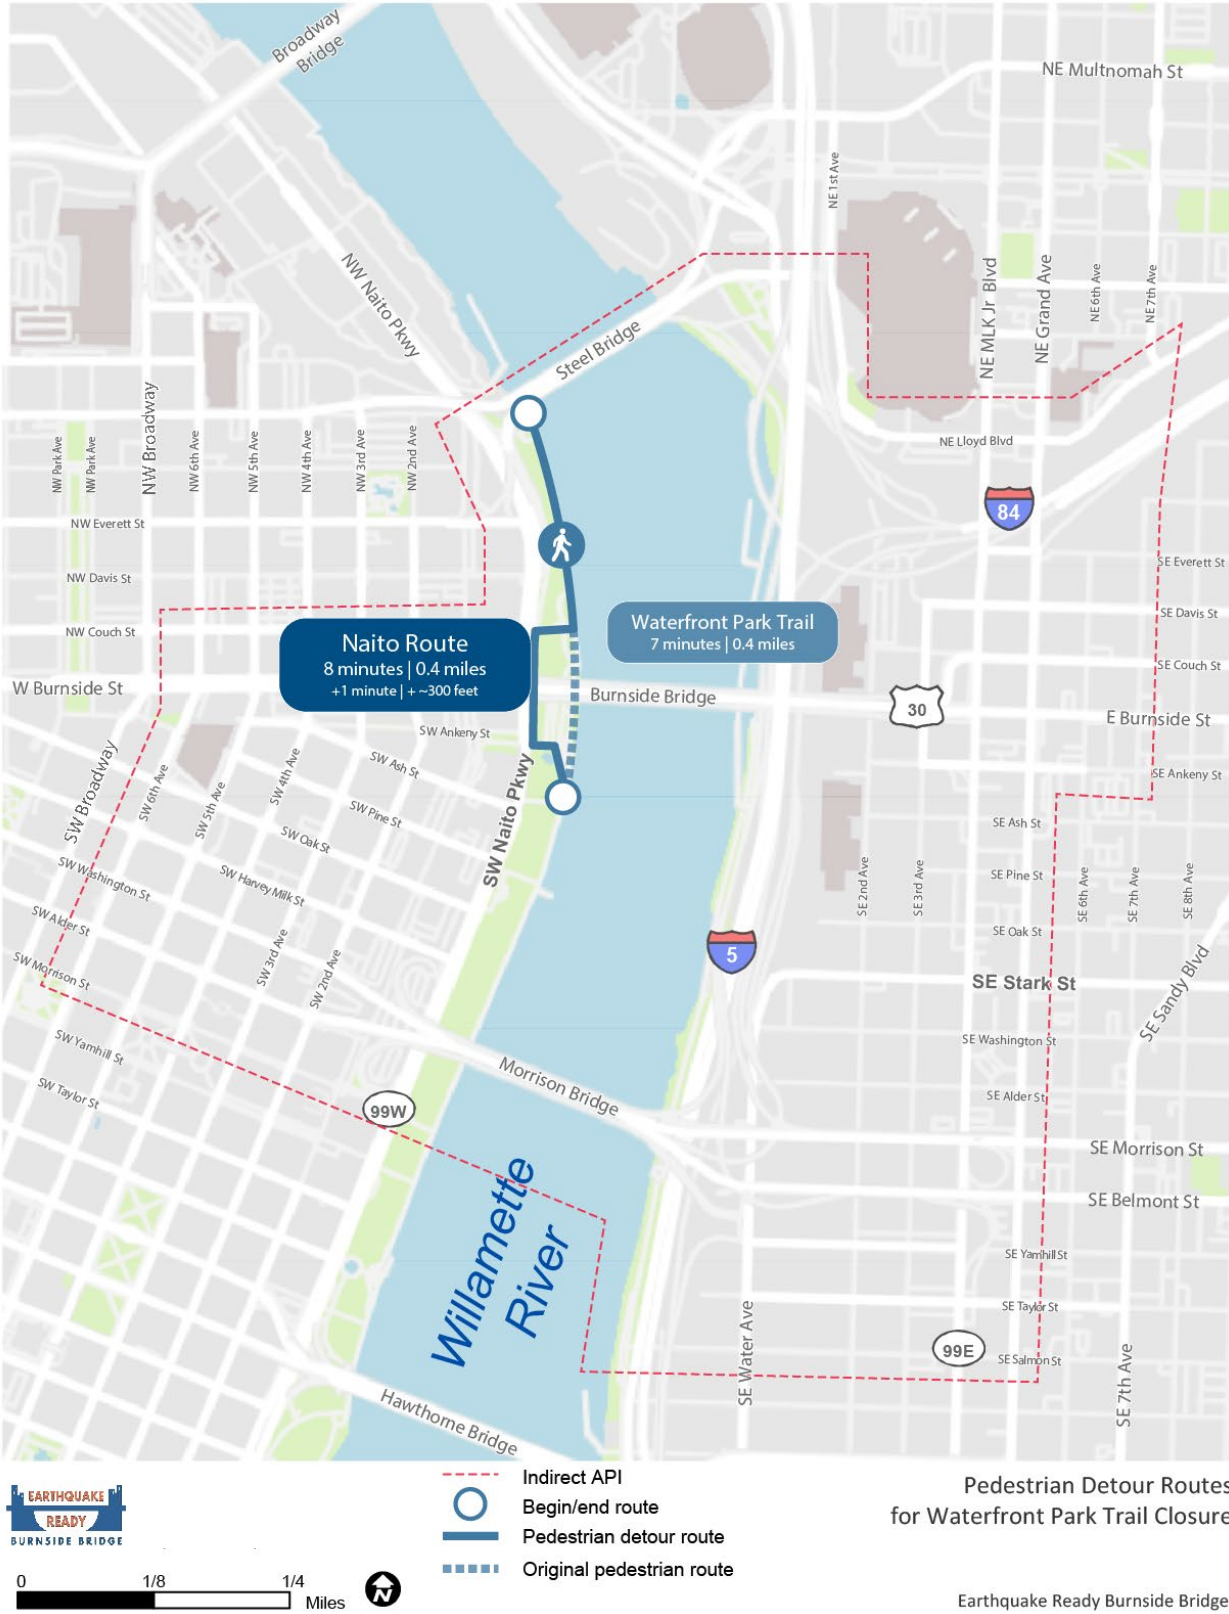 Broadway
Bridge
NE Multnomah St
NE 1st Ave
NW Naito Pkwy
NE MLK Jr Blvd
NE Grand Ave
NE 6th Ave
NE 7th Ave
Steel Bridge
NW Park Ave
NW Park Ave
NW Broadway
NW 6th Ave
NW 5th Ave
NW 4th Ave
NW 3rd Ave
NW 2nd Ave
NE Lloyd Blvd
84
NW Everett St
SE Everett St
NW Davis St
SE Davis St
NW Couch St
SE Couch St
Naito Route
8 minutes | 0.4 miles
+1 minute | + ~300 feet
Waterfront Park Trail
7 minutes | 0.4 miles
W Burnside St
Burnside Bridge
30
E Burnside St
SW Ankeny St
SE Ankeny St
SW Broadway
SW 6th Ave
SW 5th Ave
SW 4th Ave
SW Ash St
SW Pine St
SW Oak St
SW Naito Pkwy
SE Ash St
SW Washington St
SW Harvey Milk St
SE 2nd Ave
SE 3rd Ave
SE Pine St
SE 6th Ave
SE 7th Ave
SE 8th Ave
SW Alder St
SE Oak St
SW Morrison St
SW 3rd Ave
SW 2nd Ave
5
SE Stark St
SE Sandy Blvd
SW Yamhill St
SE Washington St
SW Taylor St
Morrison Bridge
SE Alder St
99W
SE Morrison St
SE Belmont St
Willamette
River
SE Yamhill St
SE Taylor St
SE Water Ave
99E
SE Salmon St
SE 7th Ave
Hawthorne Bridge
EARTHQUAKE
READY
BURNSIDE BRIDGE
Indirect API
Begin/end route
Pedestrian detour route
Original pedestrian route
Pedestrian Detour Routes
for Waterfront Park Trail Closure
0 1/8 1/4
Miles
N
Earthquake Ready Burnside Bridge